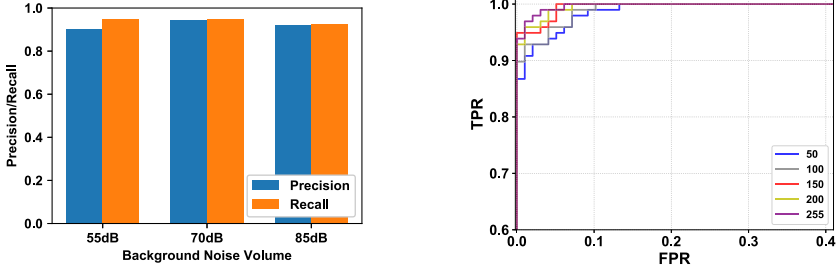 1.0
0.8
0.6
0.4
0.2
0.0
Precision/Recall
Precision
Recall
55dB 70dB 85dB
Background Noise Volume
1.0
0.9
0.8
0.7
0.6
TPR
50
100
150
200
255
0.0 0.1 0.2 0.3 0.4
FPR